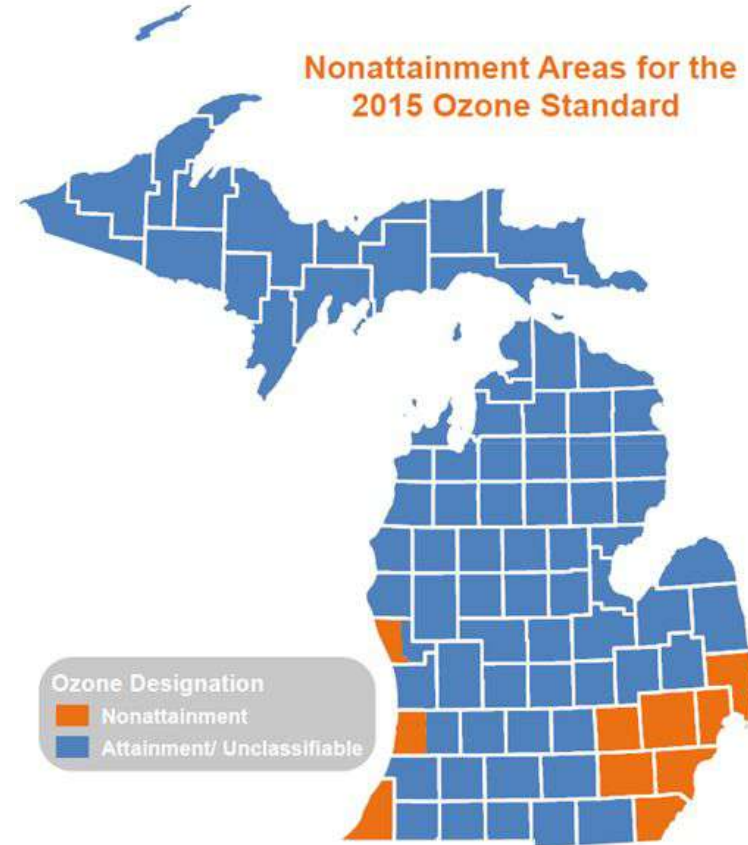 Nonattainment Areas for the
2015 Ozone Standard
Ozone Designation
Nonattainment
Attainment/ Unclassifiable